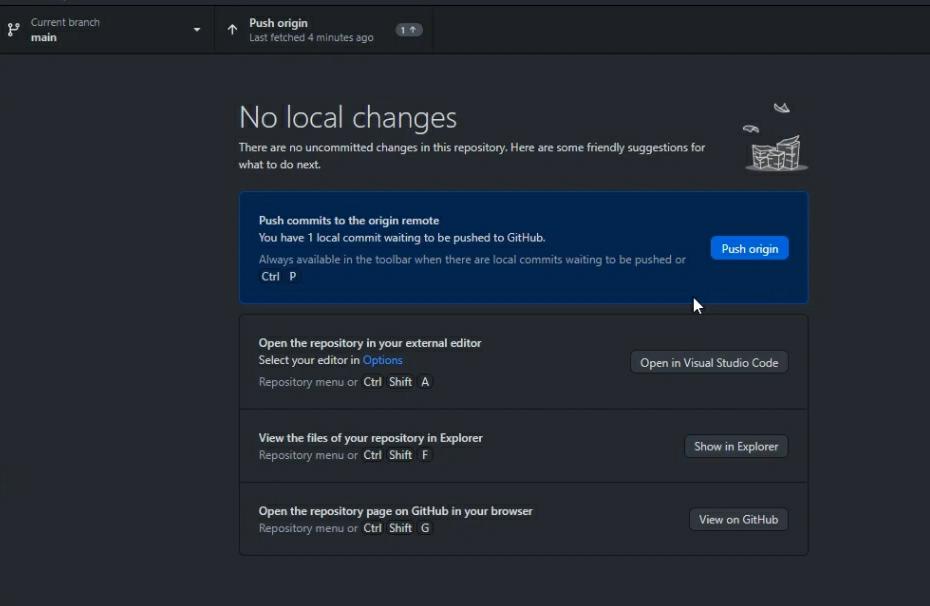 Current branch
main
Push origin
Last fetched 4 minutes ago
1
No local changes
There are no uncommitted changes in this repository. Here are some friendly suggestions for
what to do next.
Push commits to the origin remote
You have 1 local commit waiting to be pushed to GitHub.
Always available in the toolbar when there are local commits waiting to be pushed or
Ctrl P
Push origin
Open the repository in your external editor
Select your editor in Options
Repository menu or Ctrl Shift A
Open in Visual Studio Code
View the files of your repository in Explorer
Repository menu or Ctrl Shift F
Show in Explorer
Open the repository page on GitHub in your browser
Repository menu or Ctrl Shift G
View on GitHub